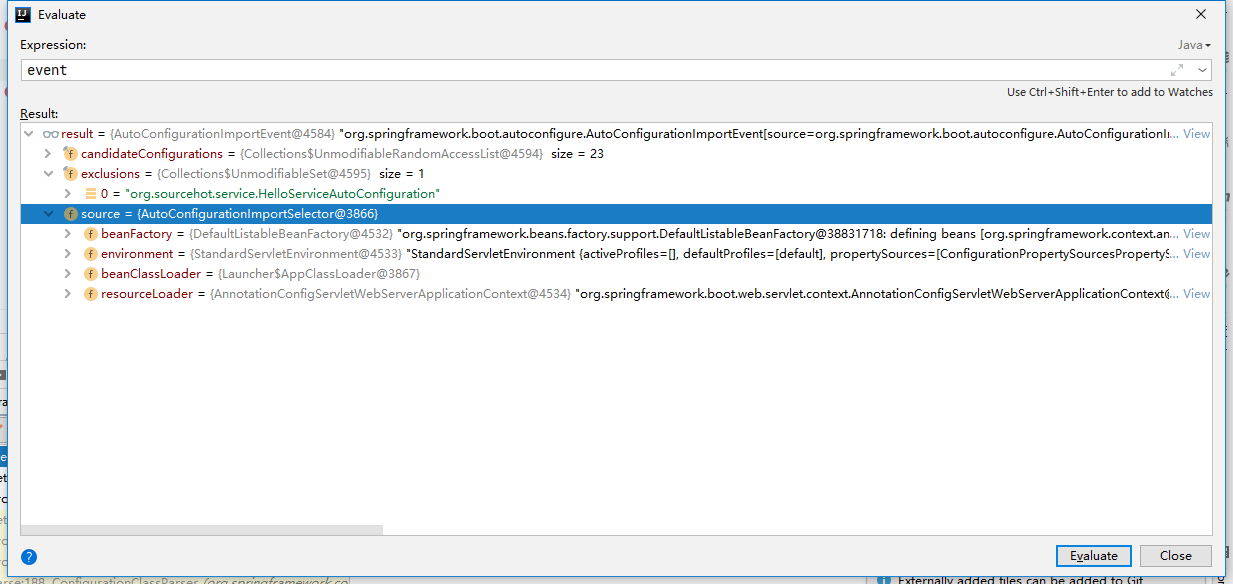 Evaluate
Expression:
Java
event
Use Ctrl+Shift+Enter to add to Watches
Result:
result = {AutoConfigurationImportEvent@4584} "org.springframework.boot.autoconfigure.AutoConfigurationImportEvent[source=org.springframework.boot.autoconfigure.AutoConfigurationI... View
candidateConfigurations = {Collections$UnmodifiableRandomAccessList@4594} size = 23
exclusions = {Collections$UnmodifiableSet@4595} size = 1
0 = "org.sourcehot.service.HelloServiceAutoConfiguration"
source = {AutoConfigurationImportSelector@3866}
beanFactory = {DefaultListableBeanFactory@4532} "org.springframework.beans.factory.support.DefaultListableBeanFactory@38831718: defining beans [org.springframework.context.an... View
environment = {StandardServletEnvironment@4533} "StandardServletEnvironment {activeProfiles=[], defaultProfiles=[default], propertySources=[ConfigurationPropertySourcesPropertyS... View
beanClassLoader = {Launcher$AppClassLoader@3867}
resourceLoader = {AnnotationConfigServletWebServerApplicationContext@4534} "org.springframework.boot.web.servlet.context.AnnotationConfigServletWebServerApplicationContext@... View
?
Evaluate
Close
erse:188, ConfigurationClassParser (org.springframework.co
Externally added files can be added to Git